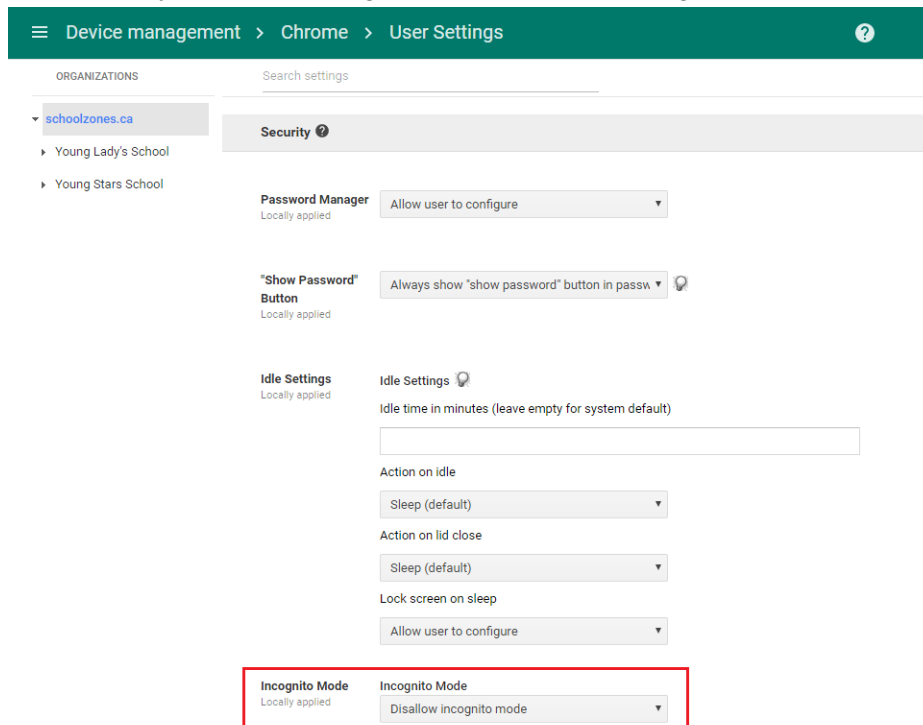 Device management > Chrome > User Settings
ORGANIZATIONS
Search settings
schoolzones.ca
Young Lady's School
Young Stars School
Security
Password Manager
Locally applied
Allow user to configure
"Show Password"
Button
Locally applied
Always show "show password" button in passw
Idle Settings
Locally applied
Idle Settings
Idle time in minutes (leave empty for system default)
Action on idle
Sleep (default)
Action on lid close
Sleep (default)
Lock screen on sleep
Allow user to configure
Incognito Mode
Locally applied
Incognito Mode
Disallow incognito mode